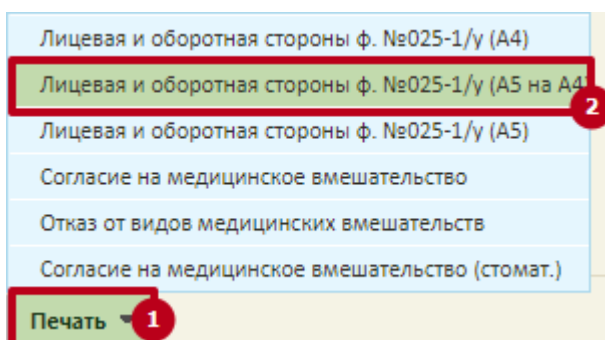 Лицевая и оборотная стороны ф. №025-1/у (А4)
Лицевая и оборотная стороны ф. №025-1/у (А5 на А4
2
Лицевая и оборотная стороны ф. №025-1/у (А5)
Согласие на медицинское вмешательство
Отказ от видов медицинских вмешательств
Согласие на медицинское вмешательство (стомат.)
Печать 1